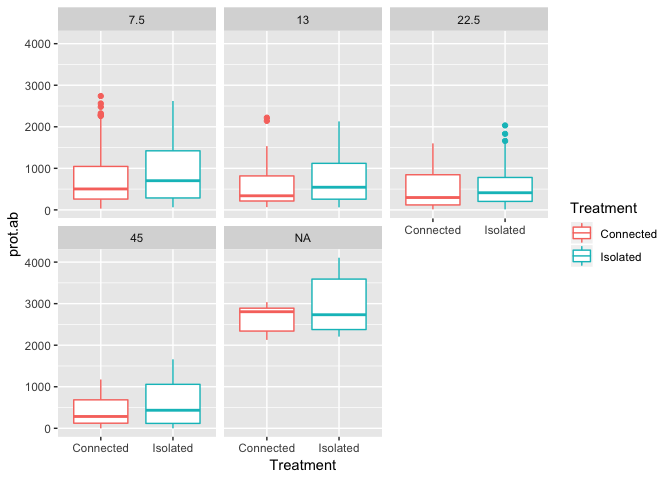 7.5 13 22.5
4000
3000
2000
1000
0
Connected Isolated
prot.ab
Treatment
Connected
Isolated
45 NA
4000
3000
2000
1000
0
Connected Isolated Connected Isolated
Treatment